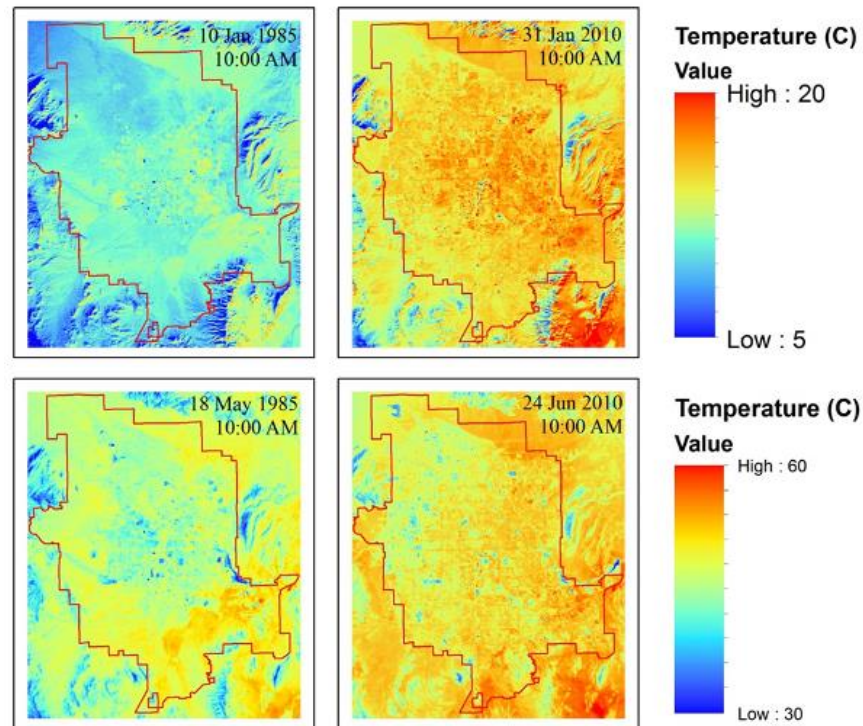 10 Jan 1985
10:00 AM
31 Jan 2010
10:00 AM
Temperature (C)
Value
High : 20
Low : 5
18 May 1985
10:00 AM
24 Jun 2010
10:00 AM
Temperature (C)
Value
High : 60
Low : 30